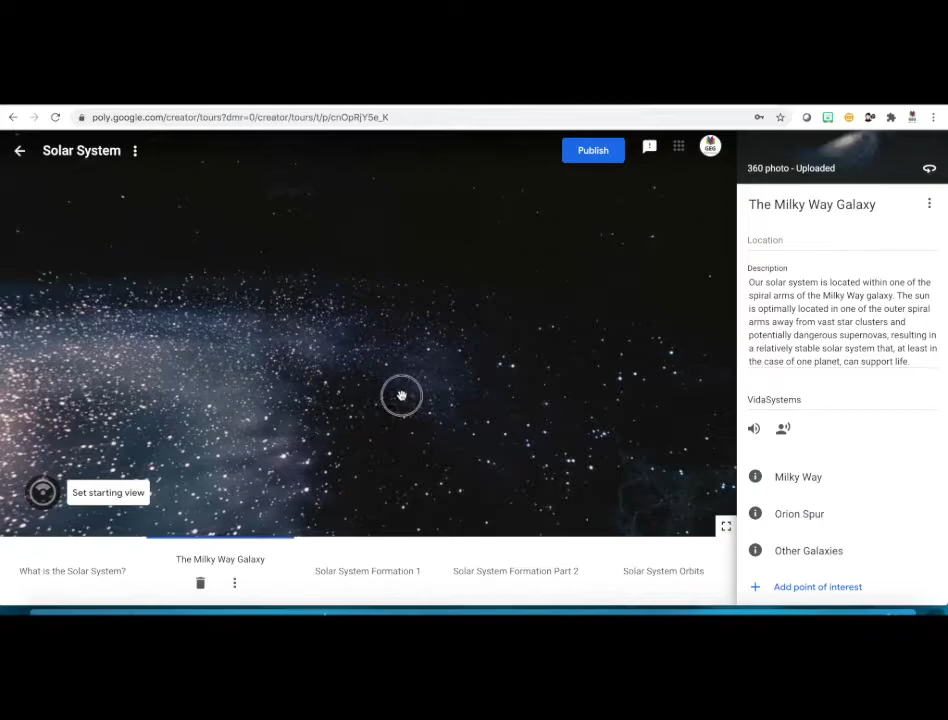 poly.google.com/creator/tours?dmr=0/creator/tours/t/p/cnOpRjY5e_K
Solar System
Publish
GEG
360 photo - Uploaded
The Milky Way Galaxy
Location
Description
Our solar system is located within one of the
spiral arms of the Milky Way galaxy. The sun
is optimally located in one of the outer spiral
arms away from vast star clusters and
potentially dangerous supernovas, resulting in
a relatively stable solar system that, at least in
the case of one planet, can support life.
VidaSystems
Milky Way
Orion Spur
Other Galaxies
Add point of interest
Set starting view
What is the Solar System?
The Milky Way Galaxy
Solar System Formation 1
Solar System Formation Part 2
Solar System Orbits